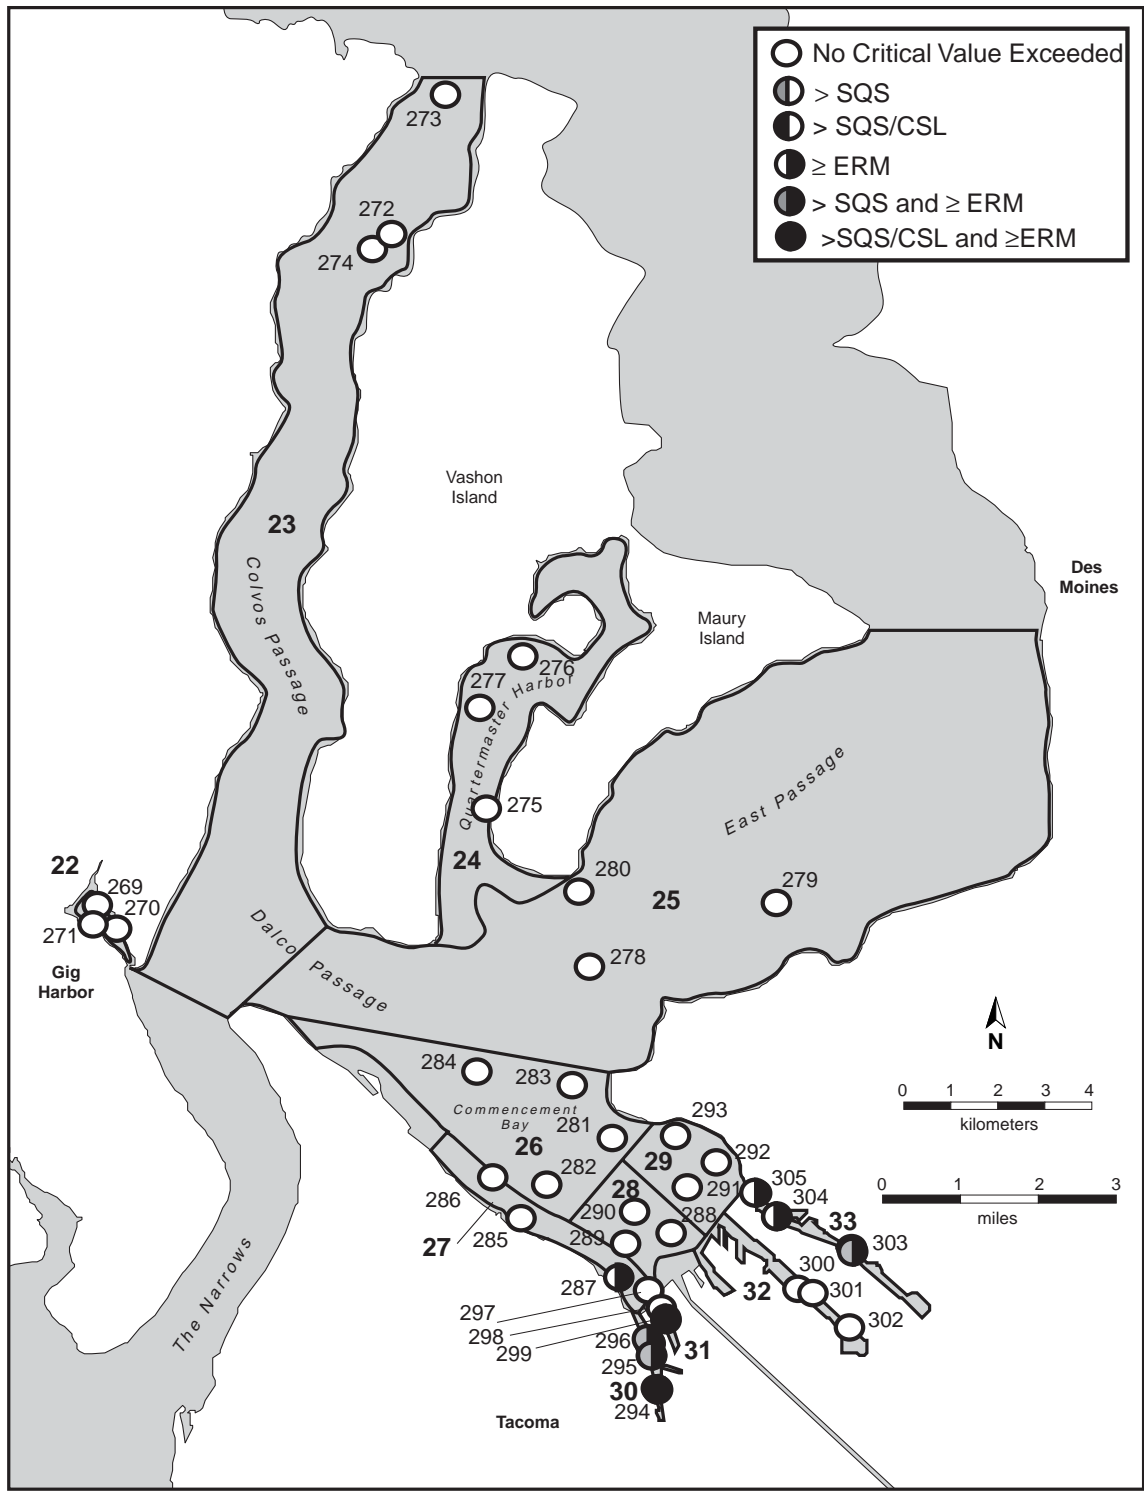 No Critical Value Exceeded
> SQS
> SQS/CSL
≥ ERM
> SQS and ≥ ERM
>SQS/CSL and ≥ERM
273
272
274
Vashon
Island
23
Des
Moines
Colvos Passage
Maury
Island
276
277
Quartermaster Harbor
East Passage
275
24
22
280
279
25
269
270
271
Dalco
Passage
278
Gig
Harbor
N
284
283
0 1 2 3 4
kilometers
Commencement
Bay
281
293
26
29
292
282
286
28
291
305
0 1 2 3
miles
304
290
288
33
285
27
289
303
300
287
32
301
297
302
298
296
299
31
295
30
294
The Narrows
Tacoma